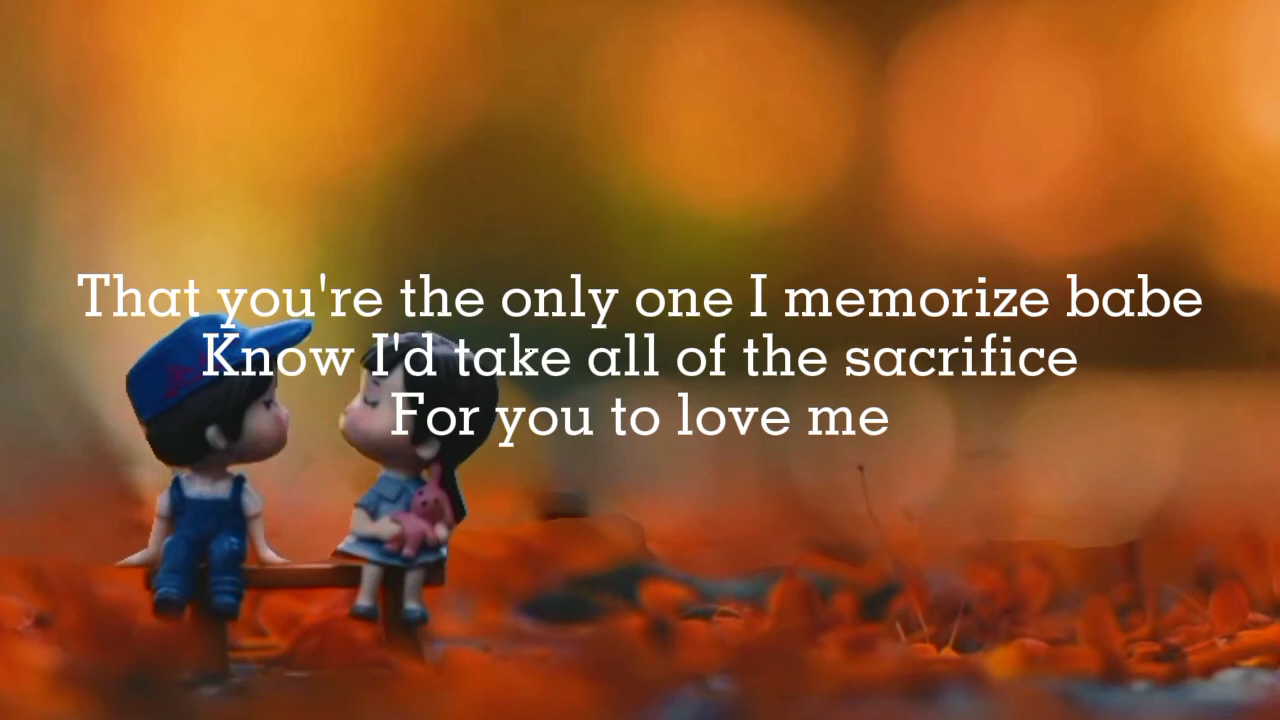 That you're the only one I memorize babe
Know I'd take all of the sacrifice
For you to love me